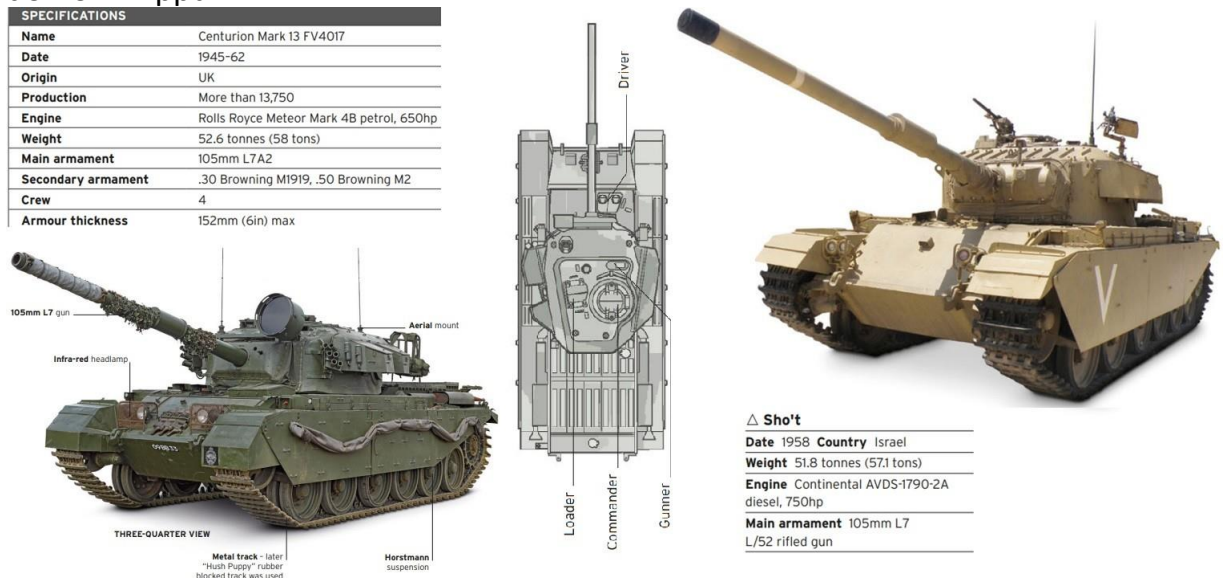 SPECIFICATIONS
Name Centurion Mark 13 FV4017
Date 1945-62
Origin UK
Production More than 13,750
Engine Rolls Royce Meteor Mark 4B petrol, 650hp
Weight 52.6 tonnes (58 tons)
Main armament 105mm L7A2
Secondary armament .30 Browning M1919, .50 Browning M2
Crew 4
Armour thickness 152mm (6in) max
105mm L7 gun
Aerial mount
Infra-red headlamp
THREE-QUARTER VIEW
Metal track - later
"Hush Puppy" rubber
blocked track was used
Horstmann
suspension
Driver
Loader
Commander
Gunner
V
△ Sho't
Date 1958 Country Israel
Weight 51.8 tonnes (57.1 tons)
Engine Continental AVDS-1790-2A
diesel, 750hp
Main armament 105mm L7
L/52 rifled gun